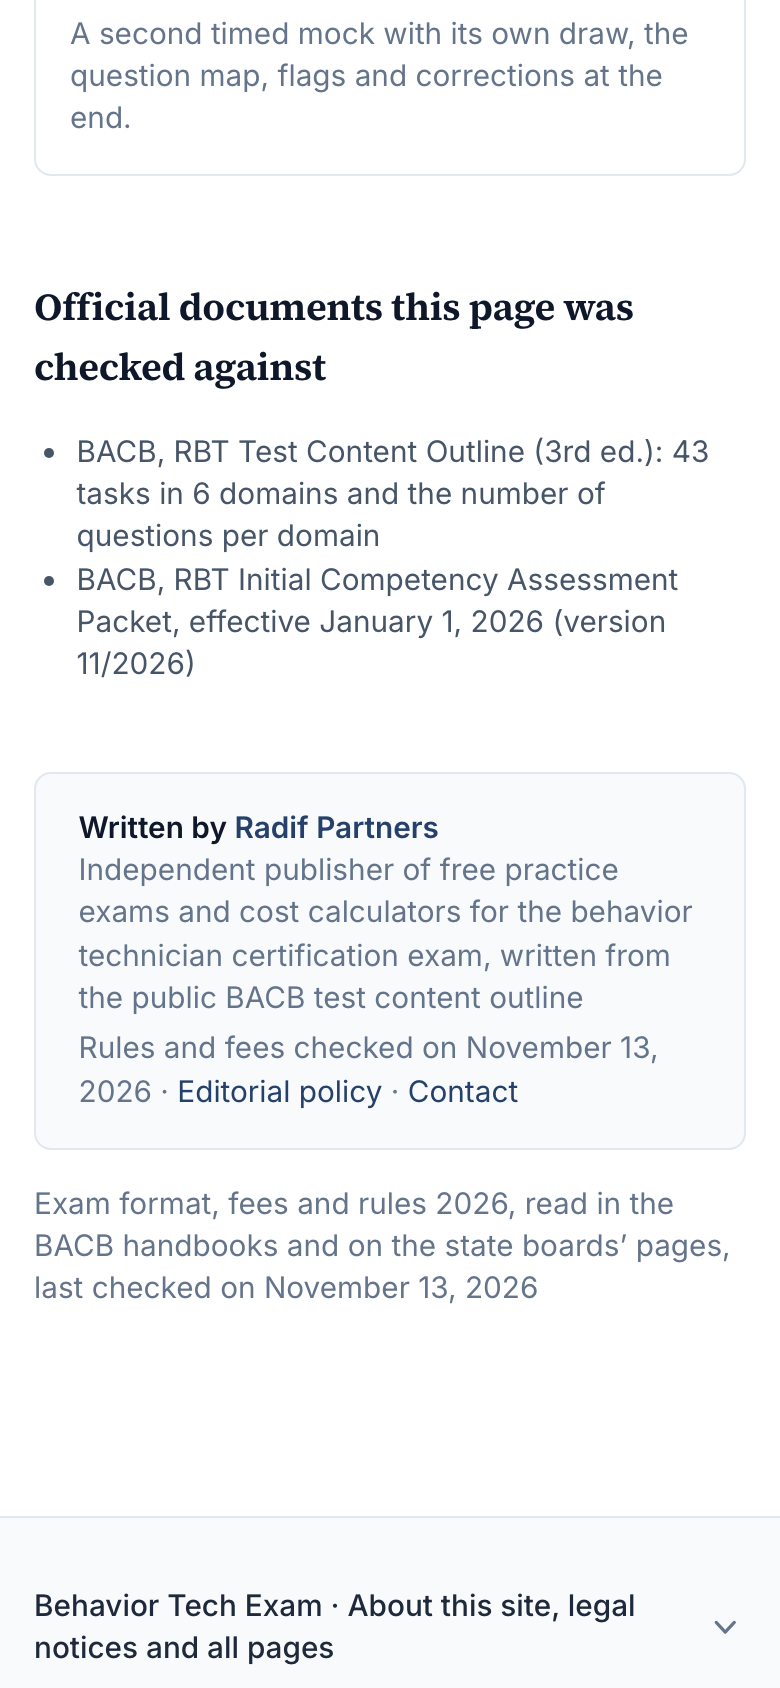 A second timed mock with its own draw, the
question map, flags and corrections at the
end.
Official documents this page was
checked against
• BACB, RBT Test Content Outline (3rd ed.): 43
tasks in 6 domains and the number of
questions per domain
• BACB, RBT Initial Competency Assessment
Packet, effective January 1, 2026 (version
11/2026)
Written by Radif Partners
Independent publisher of free practice
exams and cost calculators for the behavior
technician certification exam, written from
the public BACB test content outline
Rules and fees checked on November 13,
2026 · Editorial policy · Contact
Exam format, fees and rules 2026, read in the
BACB handbooks and on the state boards’ pages,
last checked on November 13, 2026
Behavior Tech Exam · About this site, legal
notices and all pages